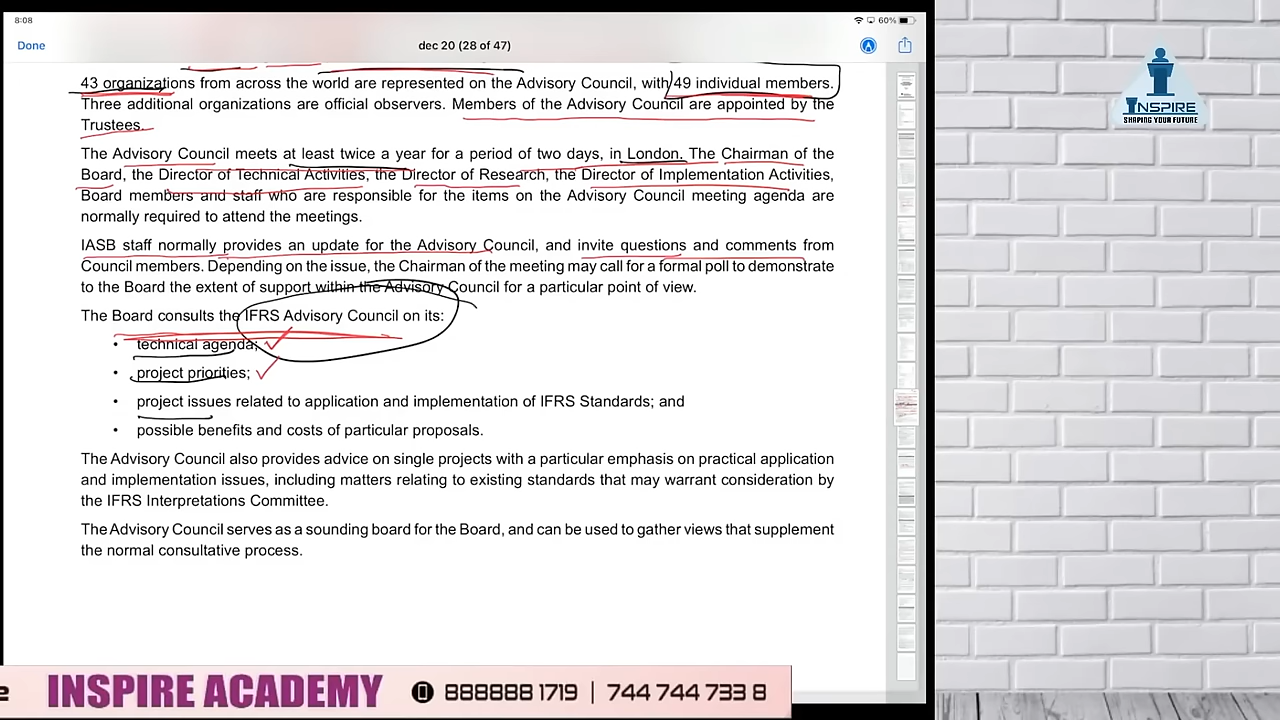 8:08
60%
Done
dec 20 (28 of 47)
43 organizations from across the world are represented on the Advisory Council with 49 individual members.
Three additional organizations are official observers. Members of the Advisory Council are appointed by the
Trustees.
The Advisory Council meets at least twice a year for a period of two days, in London. The Chairman of the
Board, the Director of Technical Activities, the Director of Research, the Director of Implementation Activities,
Board members and staff who are responsible for the items on the Advisory Council meeting agenda are
normally required to attend the meetings.
IASB staff normally provides an update for the Advisory Council, and invite questions and comments from
Council members. Depending on the issue, the Chairman of the meeting may call for a formal poll to demonstrate
to the Board the extent of support within the Advisory Council for a particular point of view.
The Board consults the IFRS Advisory Council on its:
• technical agenda;
project priorities;
project issues related to application and implementation of IFRS Standards; and
possible benefits and costs of particular proposals.
The Advisory Council also provides advice on single projects with a particular emphasis on practical application
and implementation issues, including matters relating to existing standards that may warrant consideration by
the IFRS Interpretations Committee.
The Advisory Council serves as a sounding board for the Board, and can be used to gather views that supplement
the normal consultative process.
INSPIRE
SHAPING YOUR FUTURE
e INSPIRE ACADEMY 888888 1719 | 744 744 733 8